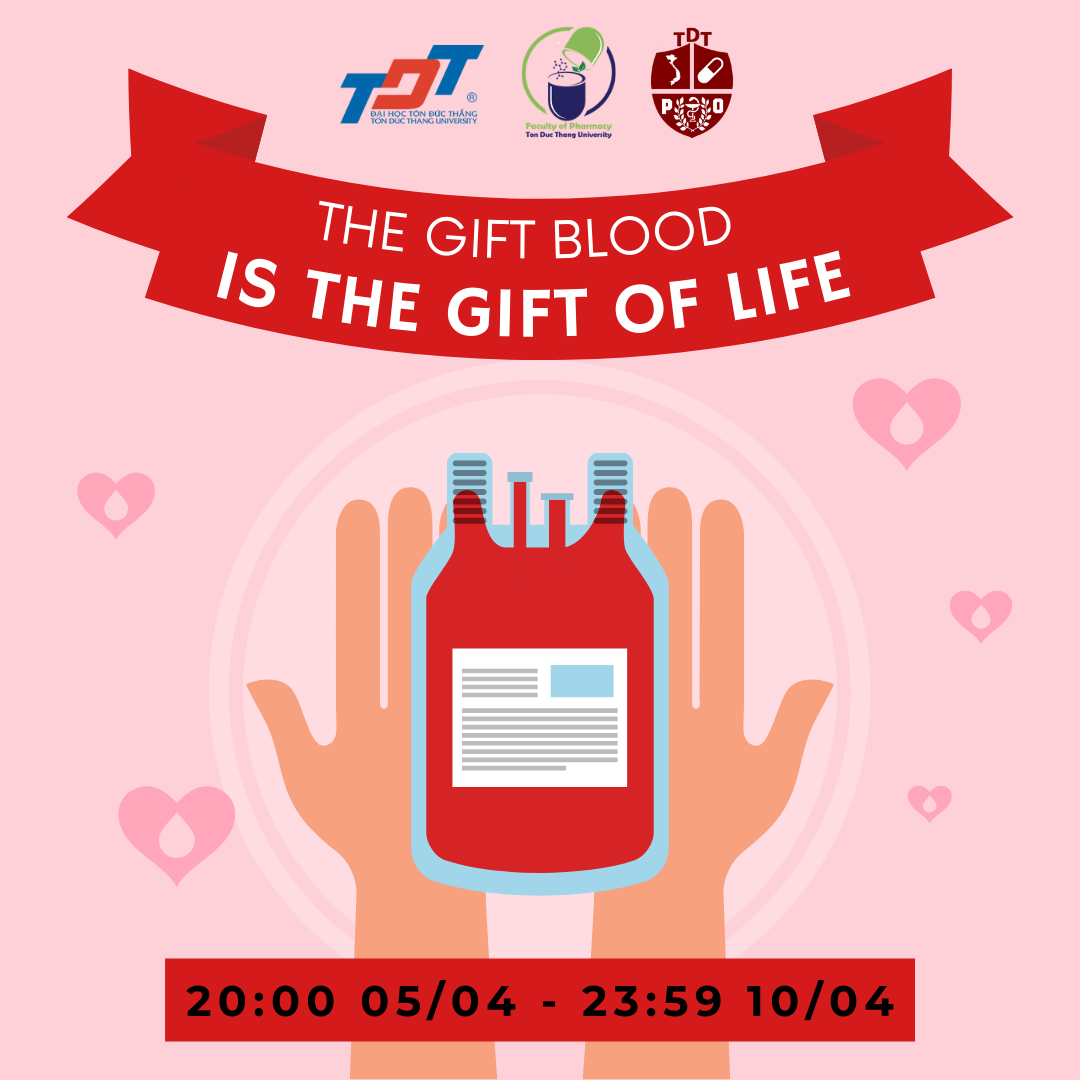 TDT
®
ĐẠI HỌC TÔN ĐỨC THẮNG
TON DUC THANG UNIVERSITY
Faculty of Pharmacy
Ton Duc Thang University
TDT
P O
THE GIFT BLOOD
IS THE GIFT OF LIFE
20:00 05/04 - 23:59 10/04